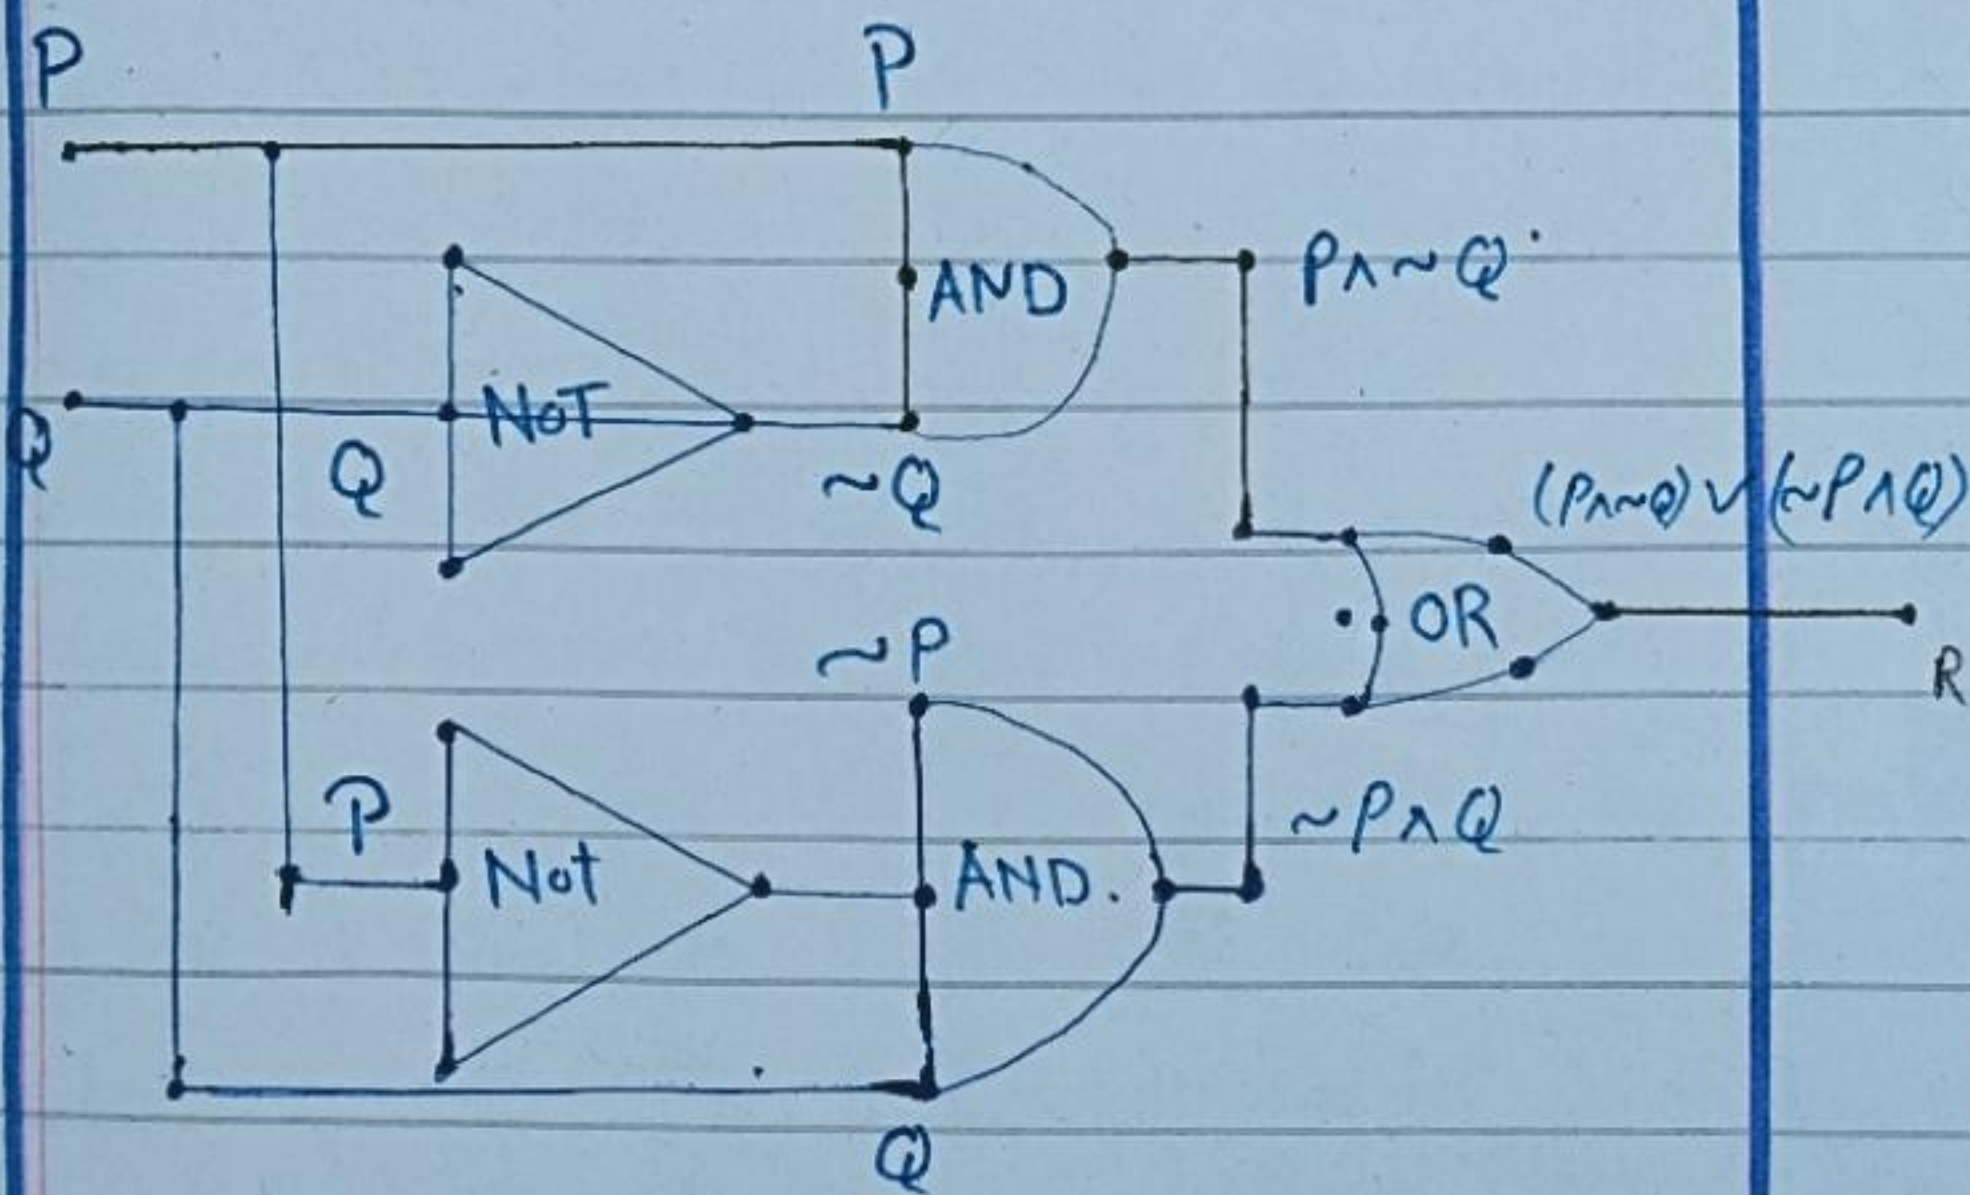 P
P
AND
P∧~Q
Q
Q
NOT
~Q
(P∧~Q)∨(~P∧Q)
OR
R
~P
P
Not
AND.
~P∧Q
Q